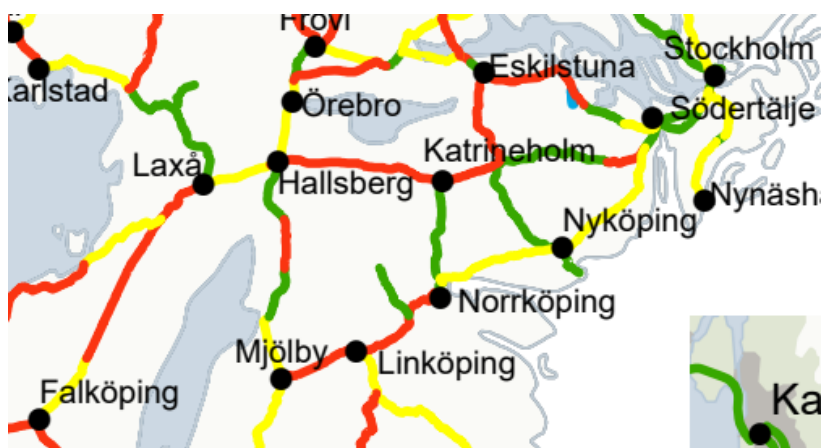 Frövi
Stockholm
Eskilstuna
Karlstad
Örebro
Södertälje
Laxå
Hallsberg
Katrineholm
Nynäsha
Nyköping
Norrköping
Mjölby
Linköping
Falköping
Ka